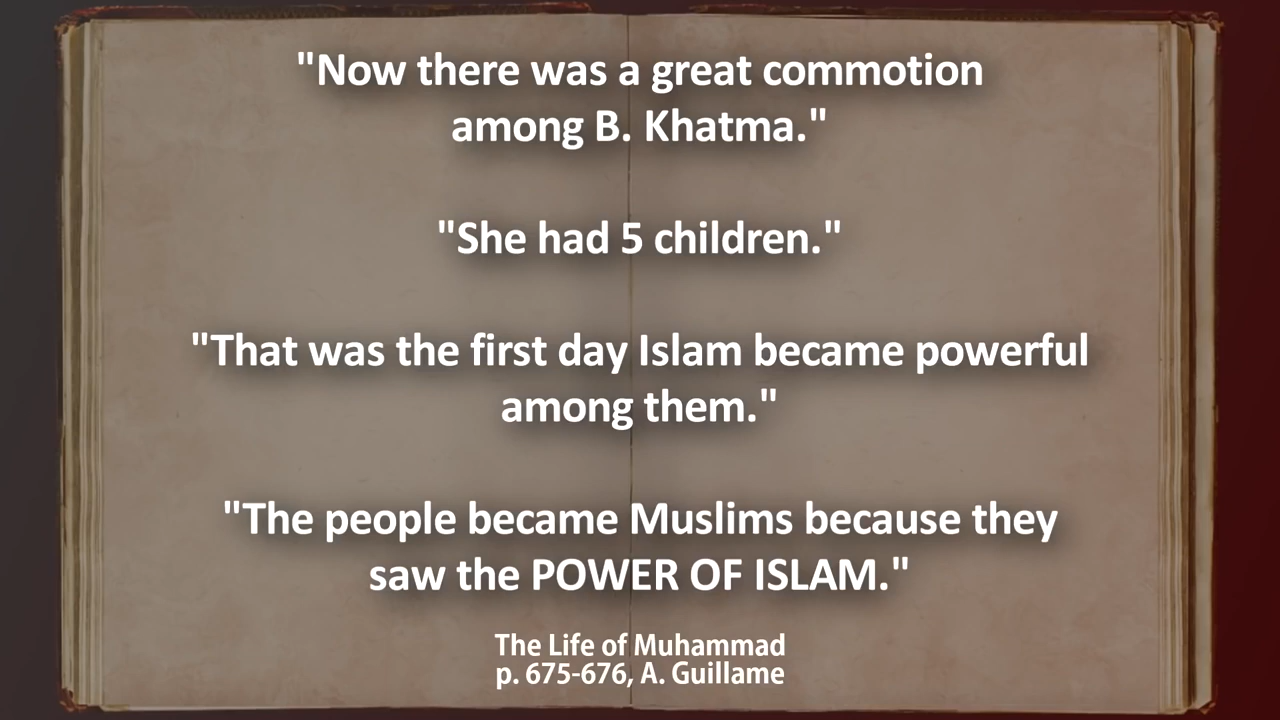 "Now there was a great commotion
among B. Khatma."
"She had 5 children."
"That was the first day Islam became powerful
among them."
"The people became Muslims because they
saw the POWER OF ISLAM."
The Life of Muhammad
p. 675-676, A. Guillame